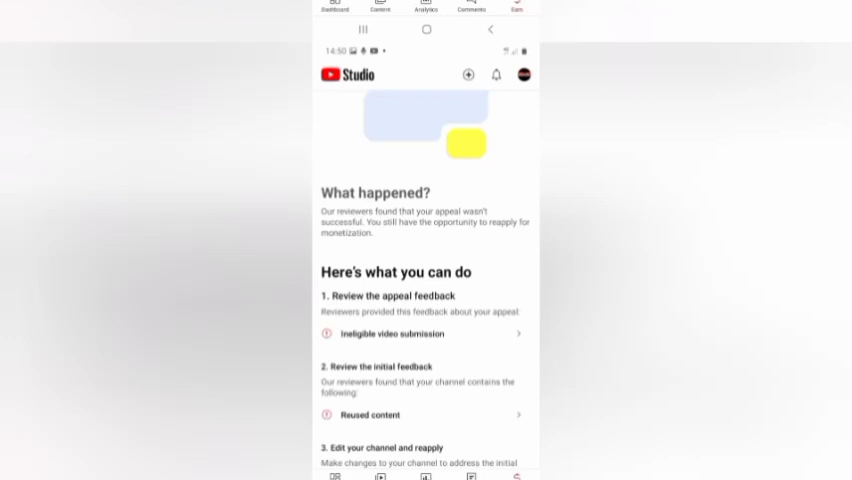 Dashboard Content Analytics Comments Earn
14:50
Studio
What happened?
Our reviewers found that your appeal wasn't
successful. You still have the opportunity to reapply for
monetization.
Here's what you can do
1. Review the appeal feedback
Reviewers provided this feedback about your appeal:
Ineligible video submission
2. Review the initial feedback
Our reviewers found that your channel contains the
following:
Reused content
3. Edit your channel and reapply
Make changes to your channel to address the initial